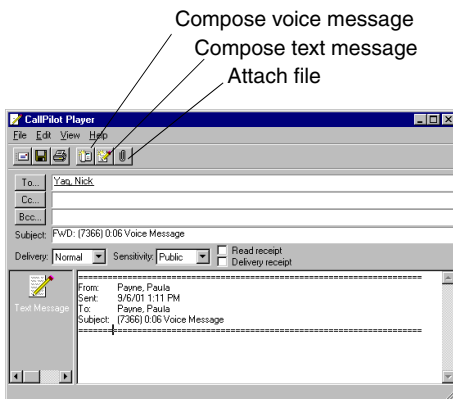 Compose voice message
Compose text message
Attach file
CallPilot Player
File Edit View Help
To... Yag, Nick
Cc...
Bcc...
Subject: FWD: (7366) 0:06 Voice Message
Delivery: Normal Sensitivity: Public Read receipt
Delivery receipt
Text Message
==================================================
From: Payne, Paula
Sent: 9/6/01 1:11 PM
To: Payne, Paula
Subject: (7366) 0:06 Voice Message
==================================================